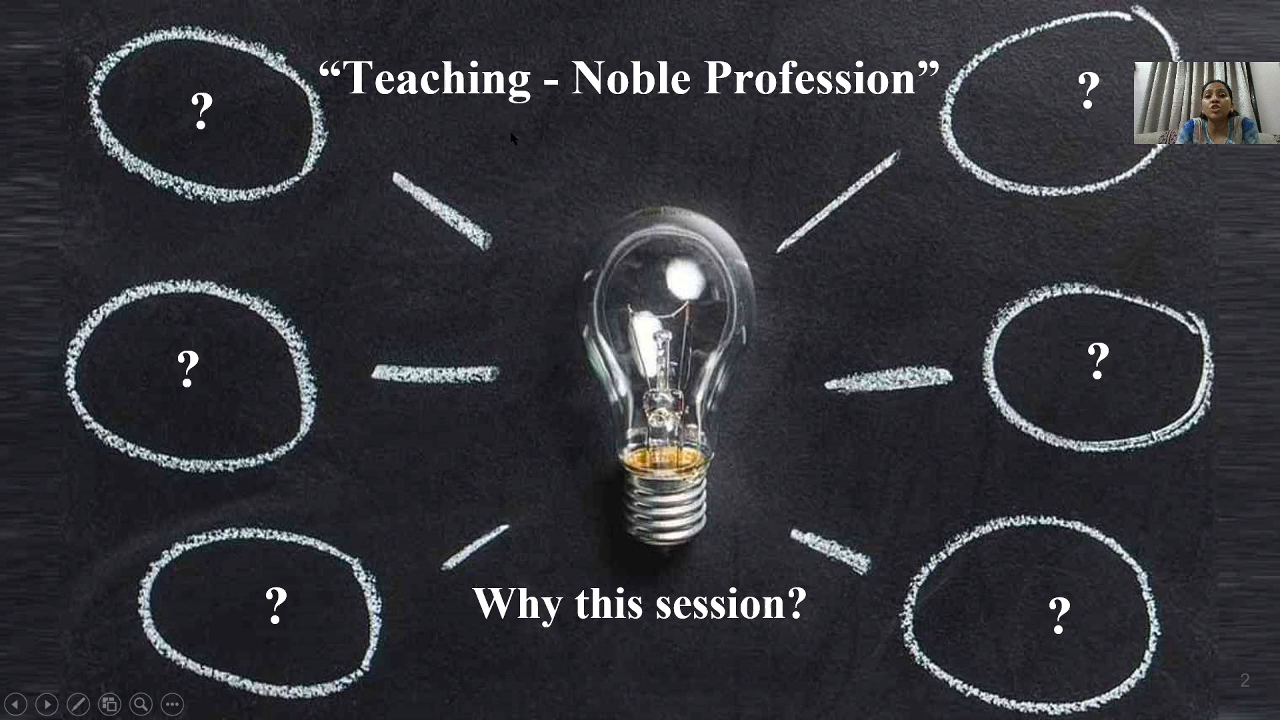 “Teaching - Noble Profession”
? ?
? ?
? ?
Why this session?
2